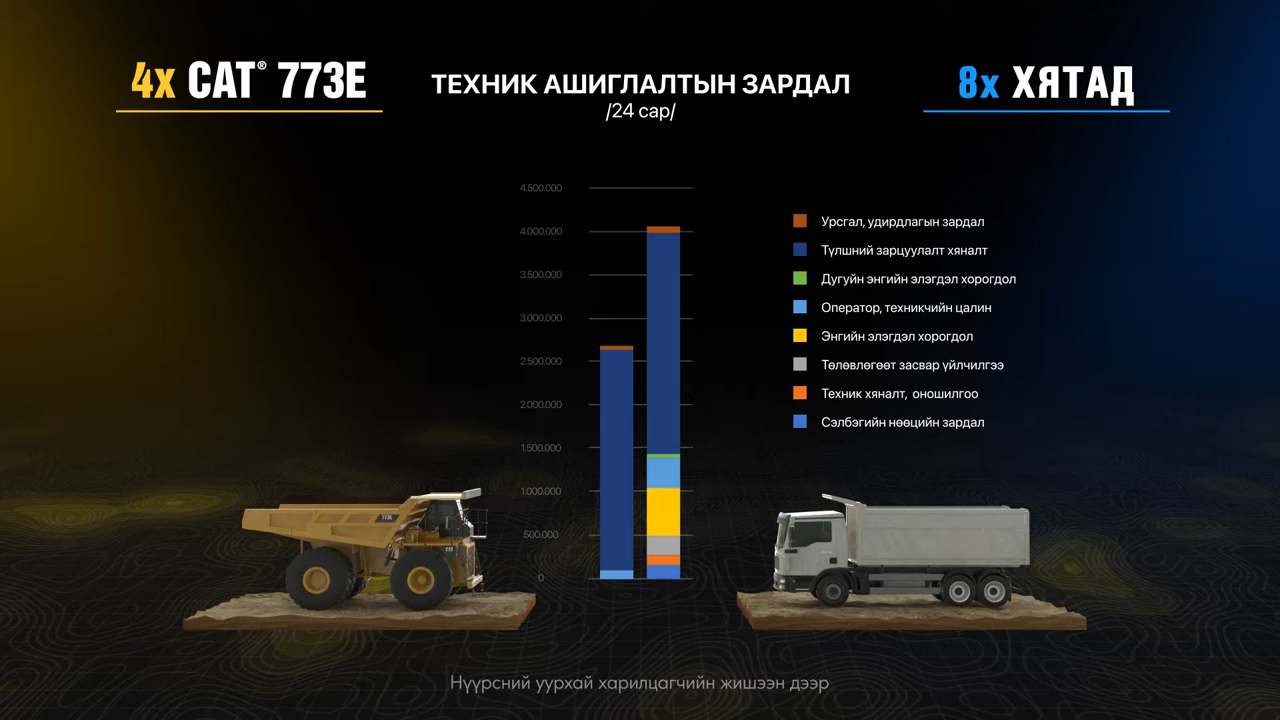 4x CAT® 773E
ТЕХНИК АШИГЛАЛТЫН ЗАРДАЛ
/24 сар/
8x ХЯТАД
4.500.000
4.000.000
3.500.000
3.000.000
2.500.000
2.000.000
1.500.000
1.000.000
500.000
0
Урсгал, удирдлагын зардал
Түлшний зарцуулалт хяналт
Дугуйн энгийн элэгдэл хорогдол
Оператор, техникчийн цалин
Энгийн элэгдэл хорогдол
Төлөвлөгөөт засвар үйлчилгээ
Техник хяналт, оношилгоо
Сэлбэгийн нөөцийн зардал
773E
CAT
Нүүрсний уурхай харилцагчийн жишээн дээр